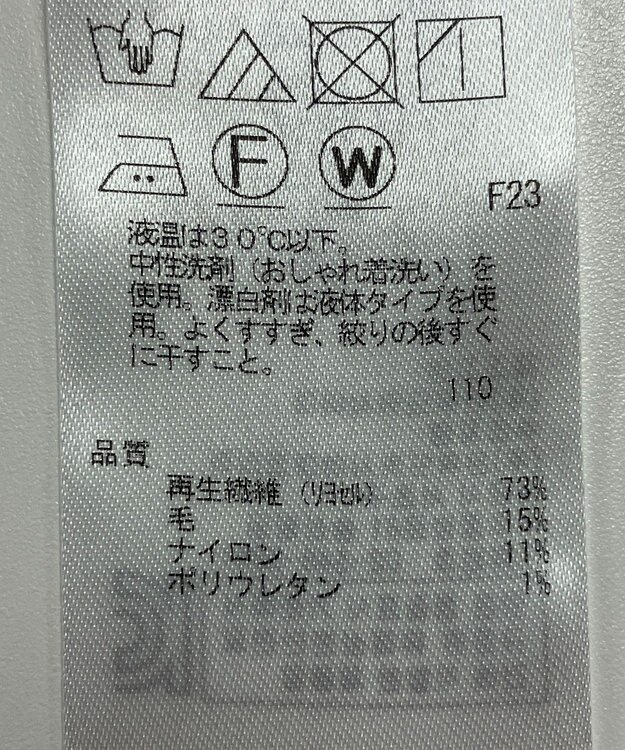 F
W
F23
液温は30℃以下。
中性洗剤（おしゃれ着洗い）を
使用。漂白剤は液体タイプを使
用。よくすすぎ、絞りの後すぐ
に干すこと。
110
品質
再生繊維（リヨセル） 73%
毛 15%
ナイロン 11%
ポリウレタン 1%